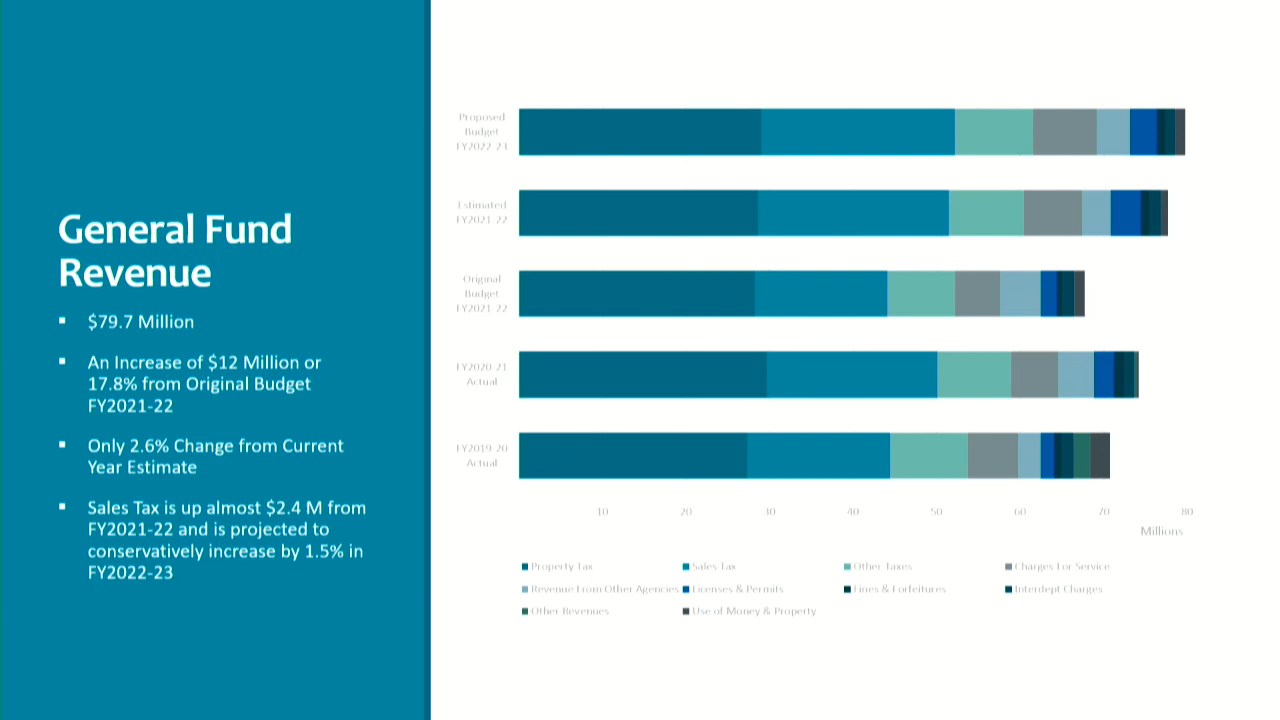 General Fund
Revenue
▪ $79.7 Million
▪ An Increase of $12 Million or
17.8% from Original Budget
FY2021-22
▪ Only 2.6% Change from Current
Year Estimate
▪ Sales Tax is up almost $2.4 M from
FY2021-22 and is projected to
conservatively increase by 1.5% in
FY2022-23
Proposed
Budget
FY2022-23
Estimated
FY2021-22
Original
Budget
FY2021-22
FY2020-21
Actual
FY2019-20
Actual
10 20 30 40 50 60 70 80
Millions
Property Tax Sales Tax Other Taxes Charges For Service
Revenue From Other Agencies Licenses & Permits Fines & Forfeitures Interdept Charges
Other Revenues Use of Money & Property